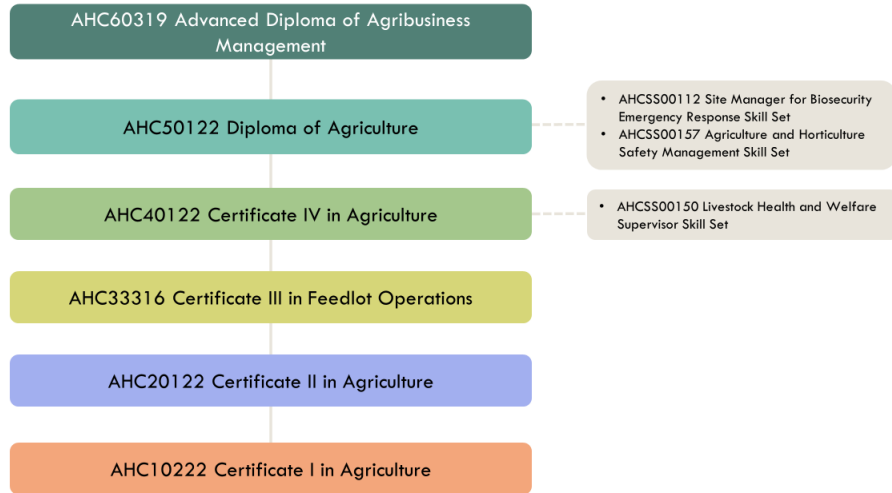 AHC60319 Advanced Diploma of Agribusiness
Management
AHC50122 Diploma of Agriculture
• AHCSS00112 Site Manager for Biosecurity
Emergency Response Skill Set
• AHCSS00157 Agriculture and Horticulture
Safety Management Skill Set
AHC40122 Certificate IV in Agriculture
• AHCSS00150 Livestock Health and Welfare
Supervisor Skill Set
AHC33316 Certificate III in Feedlot Operations
AHC20122 Certificate II in Agriculture
AHC10222 Certificate I in Agriculture